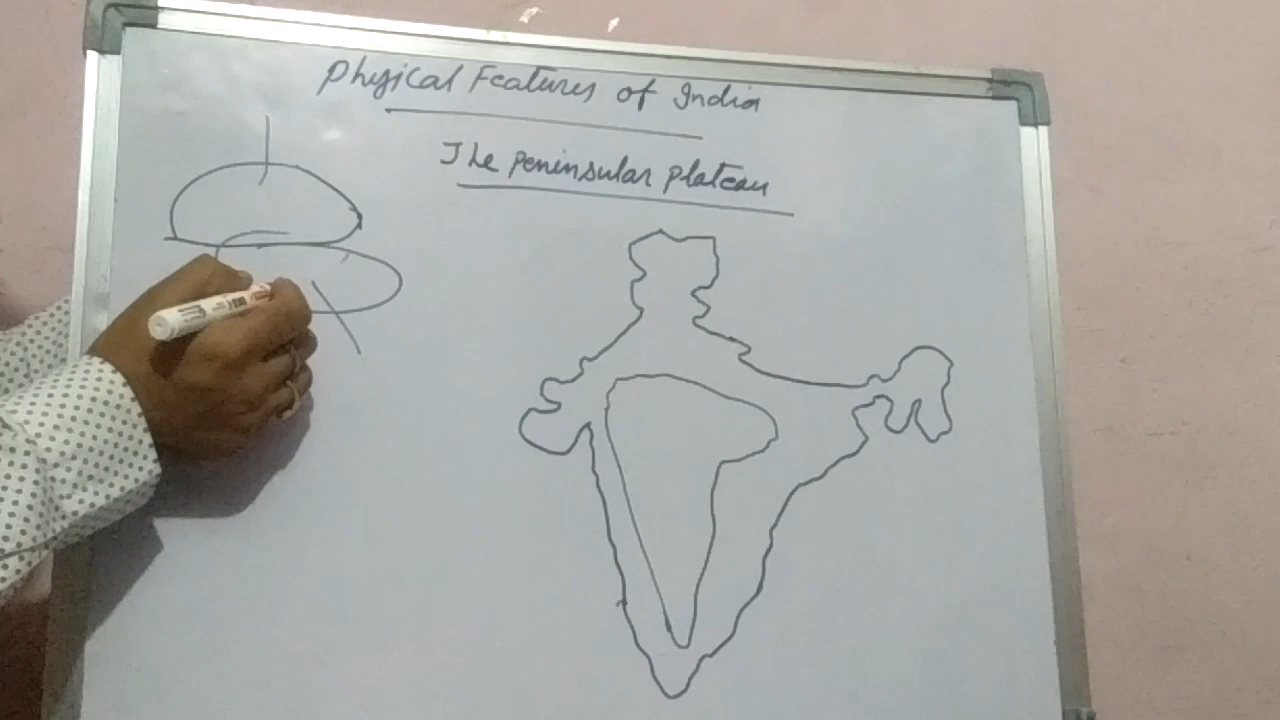 Physical Features of India
The peninsular plateau